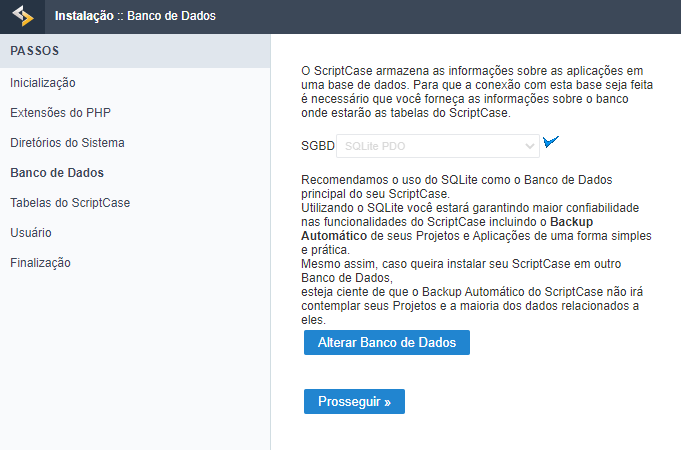 Instalação :: Banco de Dados
PASSOS
Inicialização
Extensões do PHP
Diretórios do Sistema
Banco de Dados
Tabelas do ScriptCase
Usuário
Finalização
O ScriptCase armazena as informações sobre as aplicações em
uma base de dados. Para que a conexão com esta base seja feita
é necessário que você forneça as informações sobre o banco
onde estarão as tabelas do ScriptCase.
SGBD SQLite PDO
Recomendamos o uso do SQLite como o Banco de Dados
principal do seu ScriptCase.
Utilizando o SQLite você estará garantindo maior confiabilidade
nas funcionalidades do ScriptCase incluindo o Backup
Automático de seus Projetos e Aplicações de uma forma simples
e prática.
Mesmo assim, caso queira instalar seu ScriptCase em outro
Banco de Dados,
esteja ciente de que o Backup Automático do ScriptCase não irá
contemplar seus Projetos e a maioria dos dados relacionados a
eles.
Alterar Banco de Dados
Prosseguir »